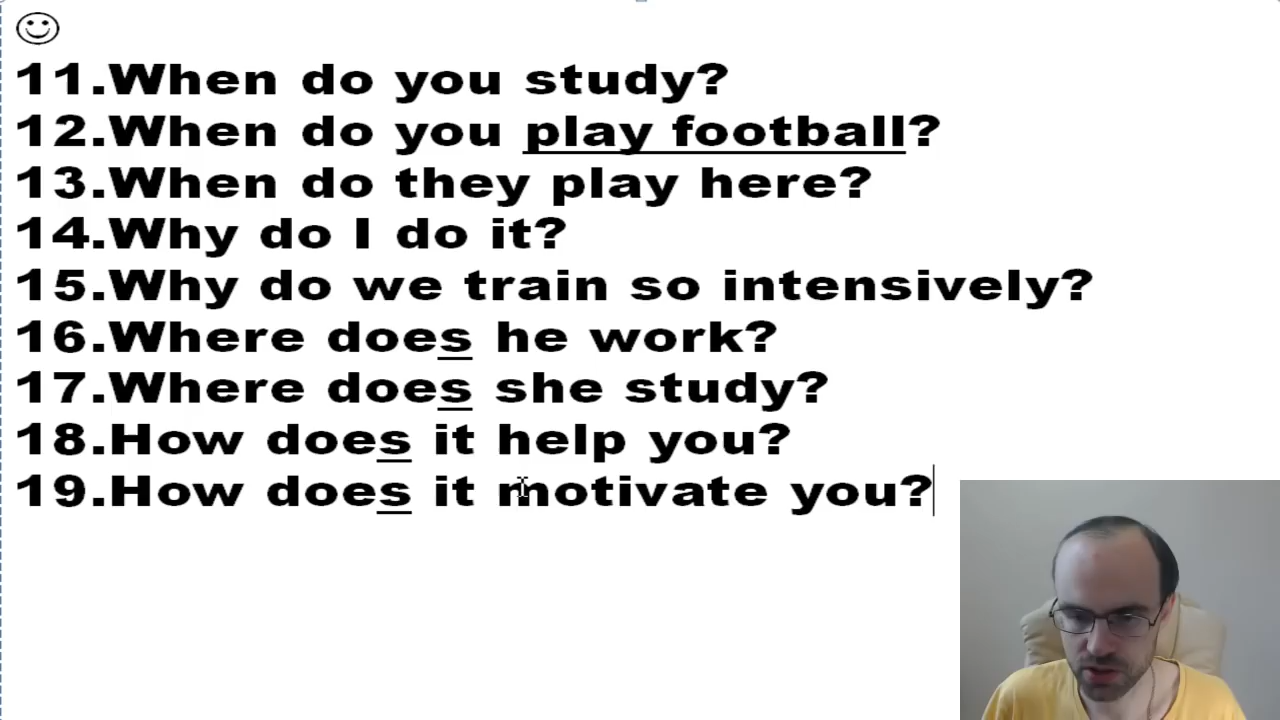 11.When do you study?
12.When do you play football?
13.When do they play here?
14.Why do I do it?
15.Why do we train so intensively?
16.Where does he work?
17.Where does she study?
18.How does it help you?
19.How does it motivate you?